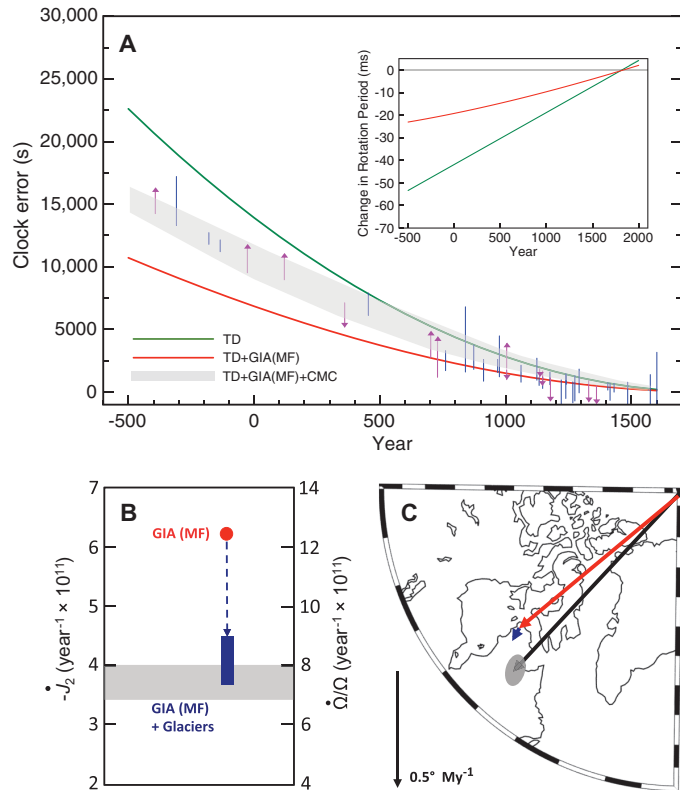 A
30,000
25,000
20,000
15,000
10,000
5000
0
Clock error (s)
-500
0
500
1000
1500
Year
TD
TD+GIA(MF)
TD+GIA(MF)+CMC
0
-10
-20
-30
-40
-50
-60
-70
Change in Rotation Period (ms)
-500
0
500
1000
1500
2000
Year
B
7
6
5
4
3
2
-J̇₂ (year⁻¹ × 10¹¹)
GIA (MF)
GIA (MF)
+ Glaciers
14
12
10
8
6
4
Ω̇/Ω (year⁻¹ × 10¹¹)
C
0.5° My⁻¹